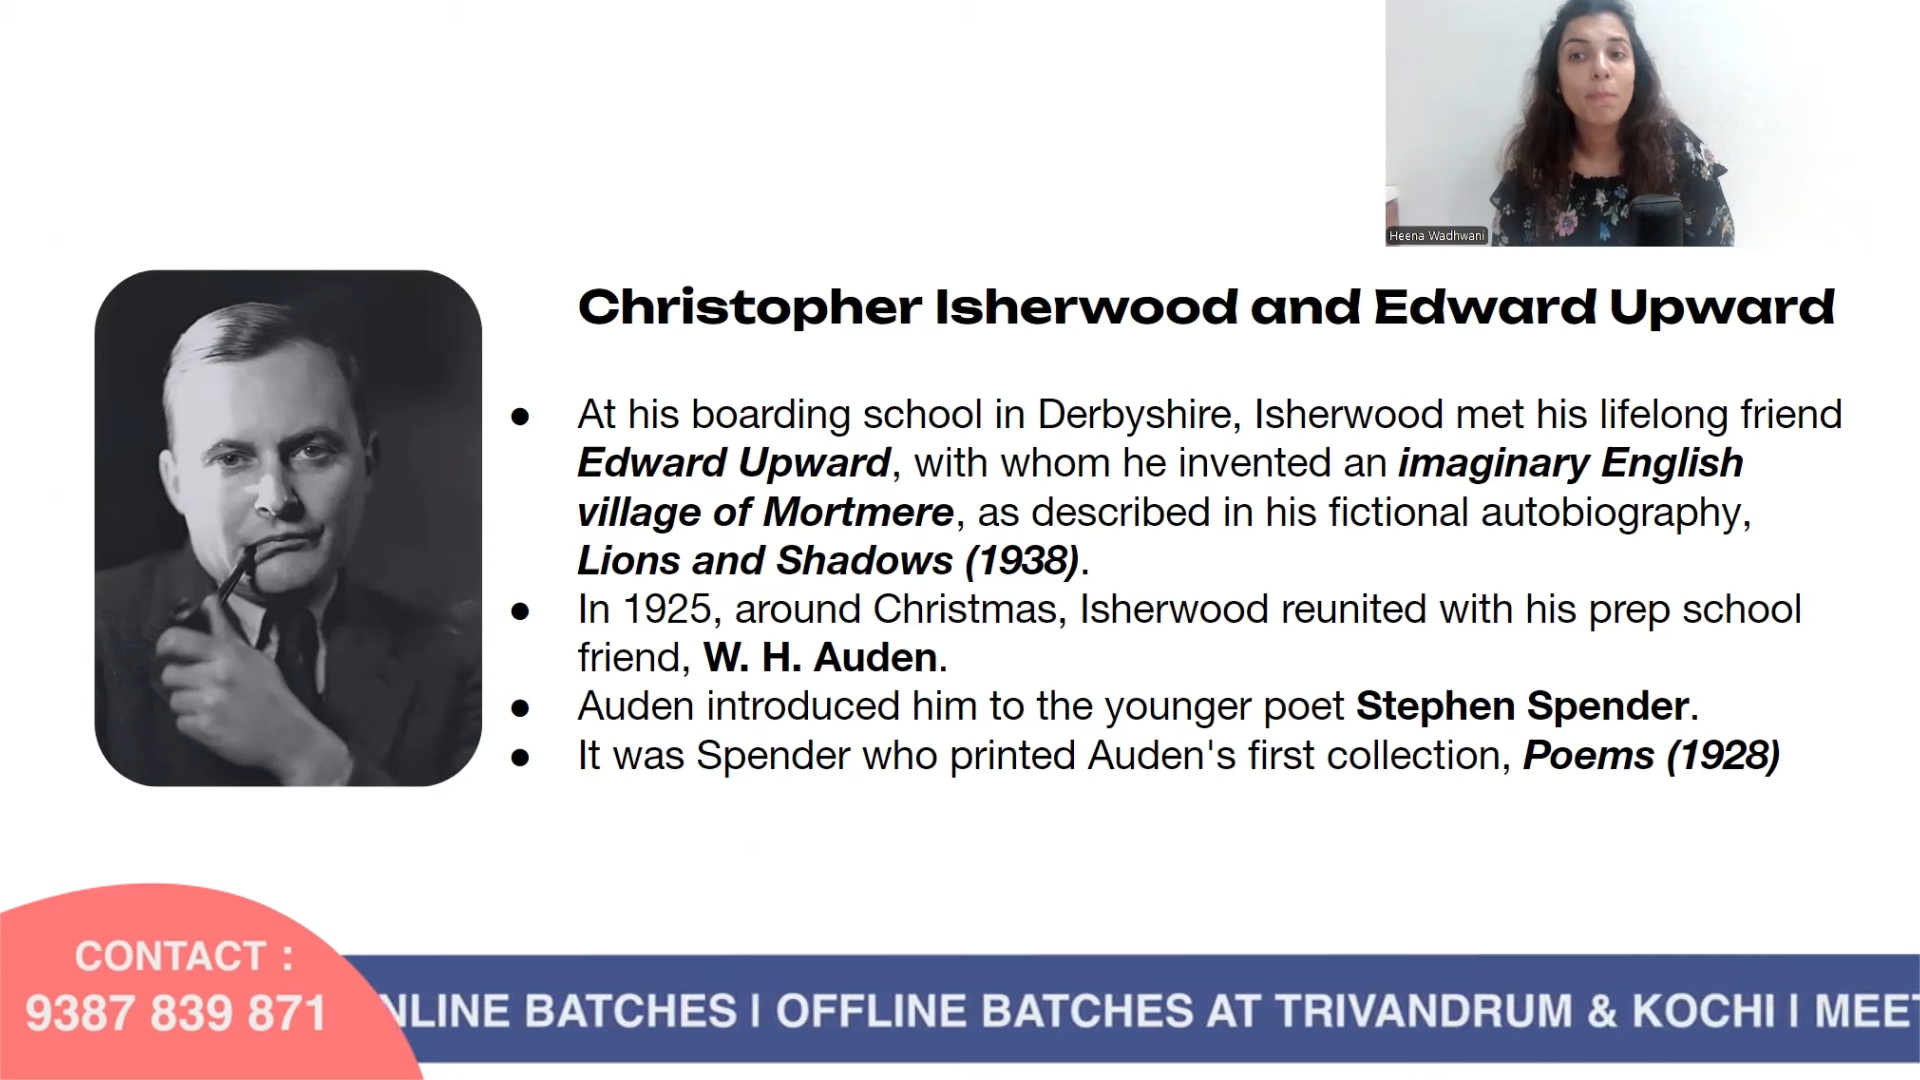 Heena Wadhwani
Christopher Isherwood and Edward Upward
● At his boarding school in Derbyshire, Isherwood met his lifelong friend
Edward Upward, with whom he invented an imaginary English
village of Mortmere, as described in his fictional autobiography,
Lions and Shadows (1938).
● In 1925, around Christmas, Isherwood reunited with his prep school
friend, W. H. Auden.
● Auden introduced him to the younger poet Stephen Spender.
● It was Spender who printed Auden's first collection, Poems (1928)
CONTACT :
9387 839 871
NLINE BATCHES I OFFLINE BATCHES AT TRIVANDRUM & KOCHI I MEE